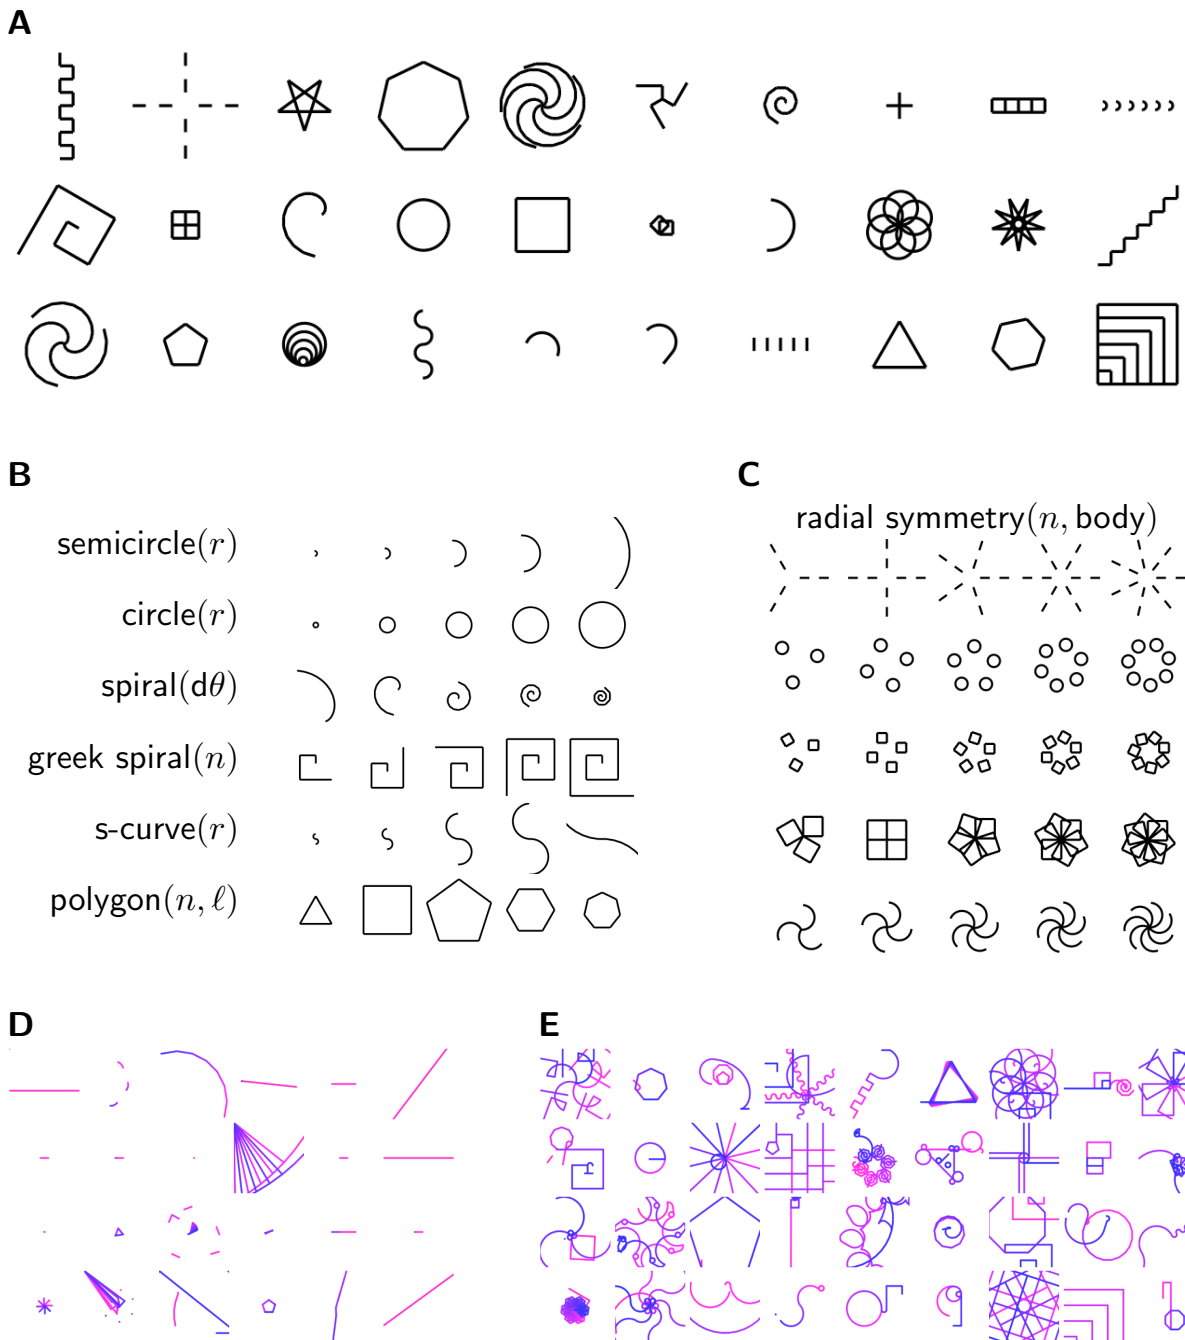 A
B
semicircle(r)
circle(r)
spiral(dθ)
greek spiral(n)
s-curve(r)
polygon(n, ℓ)
C
radial symmetry(n, body)
D
E